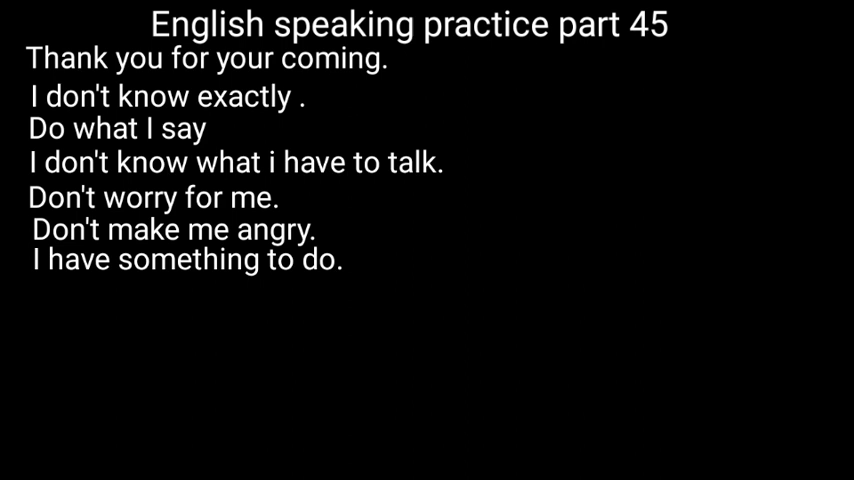 English speaking practice part 45
Thank you for your coming.
I don't know exactly .
Do what I say
I don't know what i have to talk.
Don't worry for me.
Don't make me angry.
I have something to do.